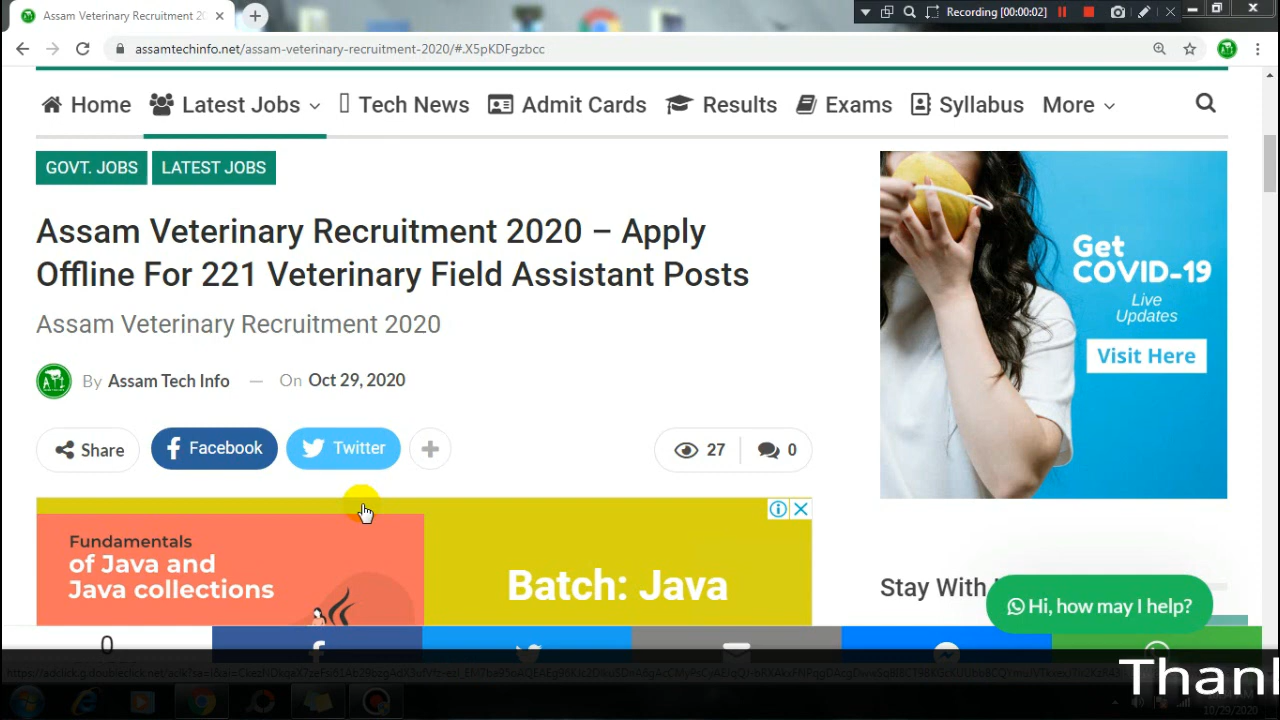 Assam Veterinary Recruitment 2
Recording [00:00:02]
assamtechinfo.net/assam-veterinary-recruitment-2020/#.X5pKDFgzbcc
Home
Latest Jobs
Tech News
Admit Cards
Results
Exams
Syllabus
More
GOVT. JOBS
LATEST JOBS
Assam Veterinary Recruitment 2020 – Apply
Offline For 221 Veterinary Field Assistant Posts
Assam Veterinary Recruitment 2020
By Assam Tech Info — On Oct 29, 2020
Share
Facebook
Twitter
27
0
Get
COVID-19
Live
Updates
Visit Here
Fundamentals
of Java and
Java collections
Batch: Java
Stay With
Hi, how may I help?
0
Thank
10/29/2020